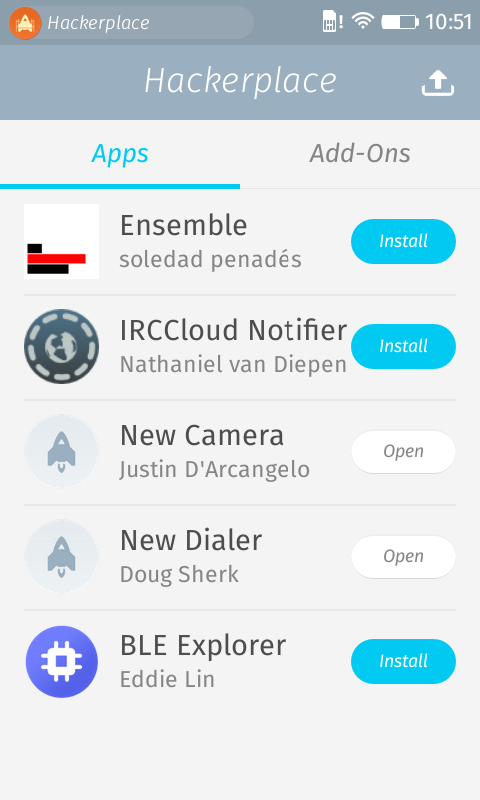 Hackerplace
10:51
Hackerplace
Apps
Add-Ons
Ensemble
soledad penadés
Install
IRCCloud Notifier
Nathaniel van Diepen
Install
New Camera
Justin D'Arcangelo
Open
New Dialer
Doug Sherk
Open
BLE Explorer
Eddie Lin
Install